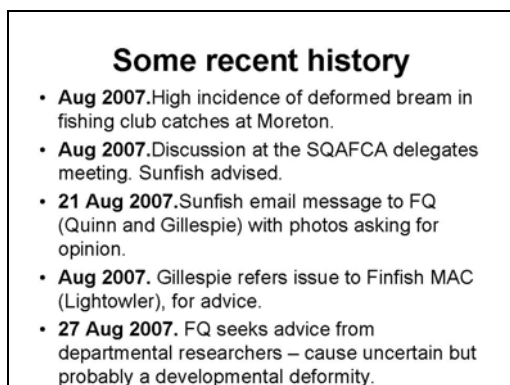 Some recent history
• Aug 2007.High incidence of deformed bream in
fishing club catches at Moreton.
• Aug 2007.Discussion at the SQAFCA delegates
meeting. Sunfish advised.
• 21 Aug 2007.Sunfish email message to FQ
(Quinn and Gillespie) with photos asking for
opinion.
• Aug 2007. Gillespie refers issue to Finfish MAC
(Lightowler), for advice.
• 27 Aug 2007. FQ seeks advice from
departmental researchers – cause uncertain but
probably a developmental deformity.